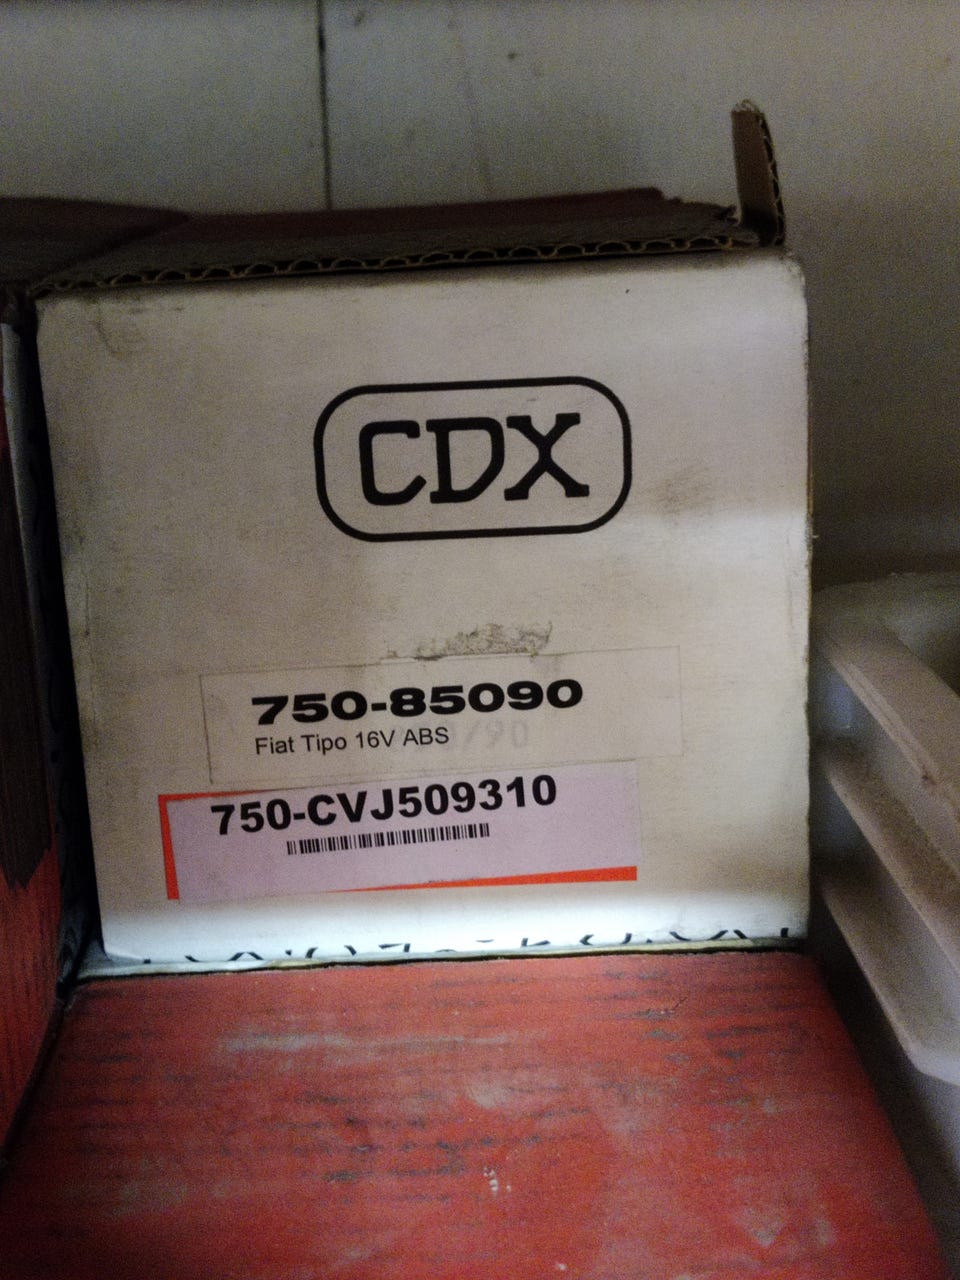 CDX
750-85090
Fiat Tipo 16V ABS
750-CVJ509310